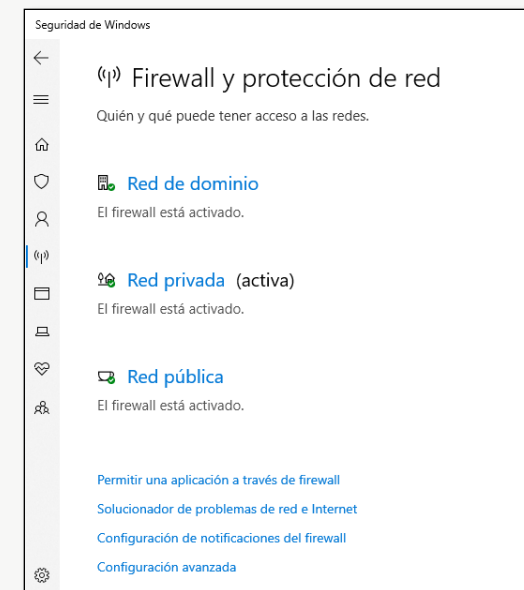 Seguridad de Windows
Firewall y protección de red
Quién y qué puede tener acceso a las redes.
Red de dominio
El firewall está activado.
Red privada (activa)
El firewall está activado.
Red pública
El firewall está activado.
Permitir una aplicación a través de firewall
Solucionador de problemas de red e Internet
Configuración de notificaciones del firewall
Configuración avanzada